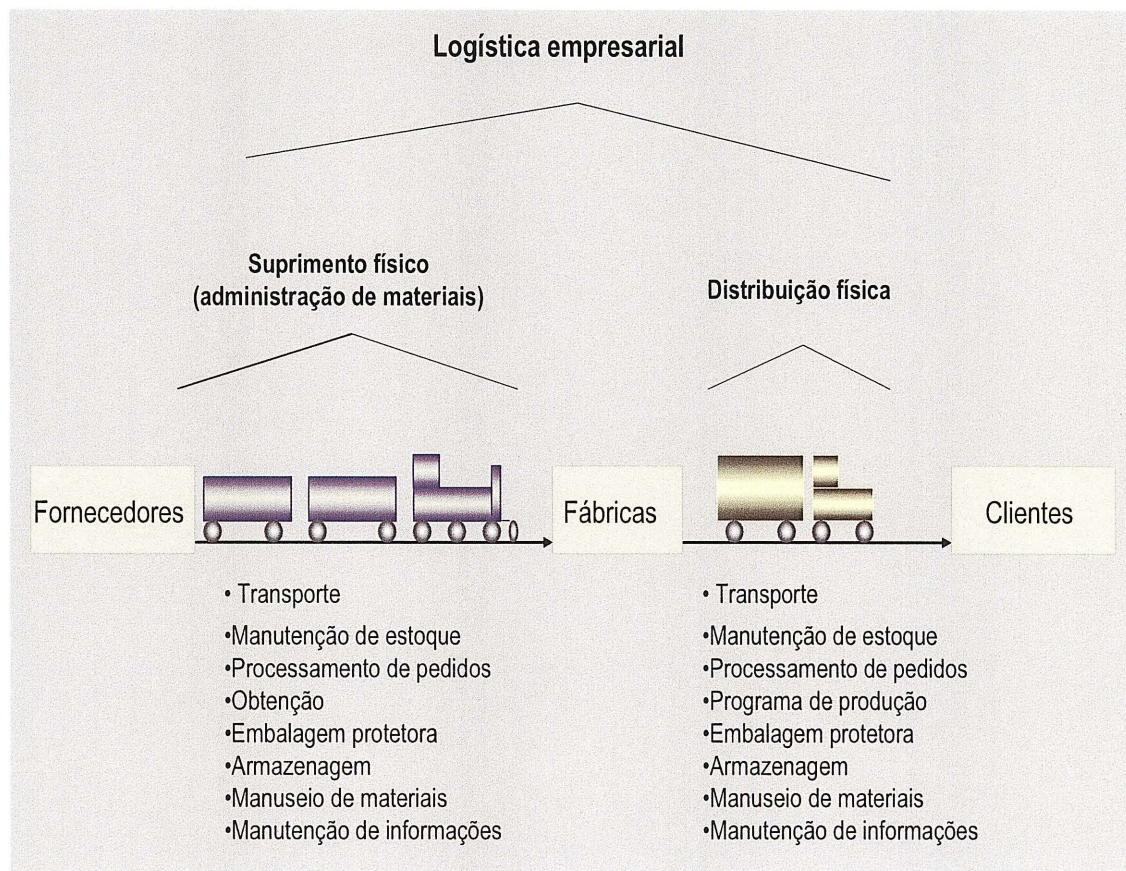 Logística empresarial
Suprimento físico
(administração de materiais)
Distribuição física
Fornecedores
Fábricas
Clientes
• Transporte
•Manutenção de estoque
•Processamento de pedidos
•Obtenção
•Embalagem protetora
•Armazenagem
•Manuseio de materiais
•Manutenção de informações
• Transporte
•Manutenção de estoque
•Processamento de pedidos
•Programa de produção
•Embalagem protetora
•Armazenagem
•Manuseio de materiais
•Manutenção de informações